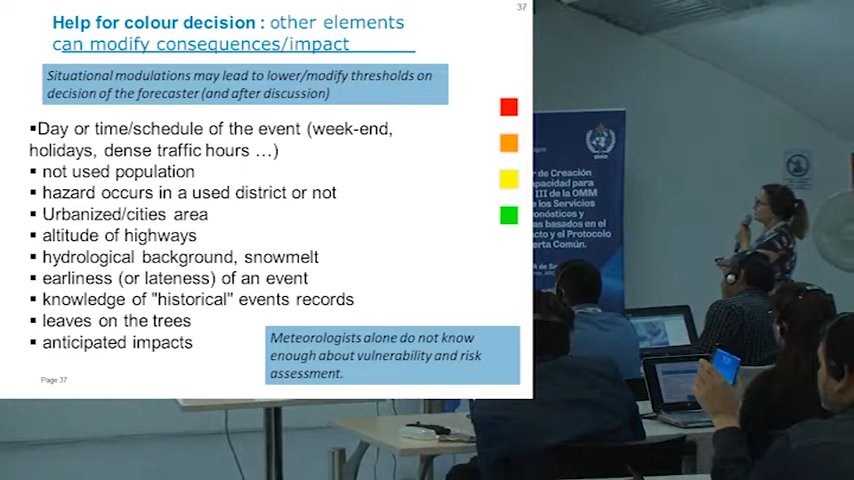 37
Help for colour decision : other elements
can modify consequences/impact
Situational modulations may lead to lower/modify thresholds on
decision of the forecaster (and after discussion)
▪Day or time/schedule of the event (week-end,
holidays, dense traffic hours …)
▪ not used population
▪ hazard occurs in a used district or not
▪ Urbanized/cities area
▪ altitude of highways
▪ hydrological background, snowmelt
▪ earliness (or lateness) of an event
▪ knowledge of "historical" events records
▪ leaves on the trees
▪ anticipated impacts
Meteorologists alone do not know
enough about vulnerability and risk
assessment.
Page 37
de Creación
apacidad para
III de la OMM
e los Servicios
onósticos y
as basados en el
cto y el Protocolo
erta Común.